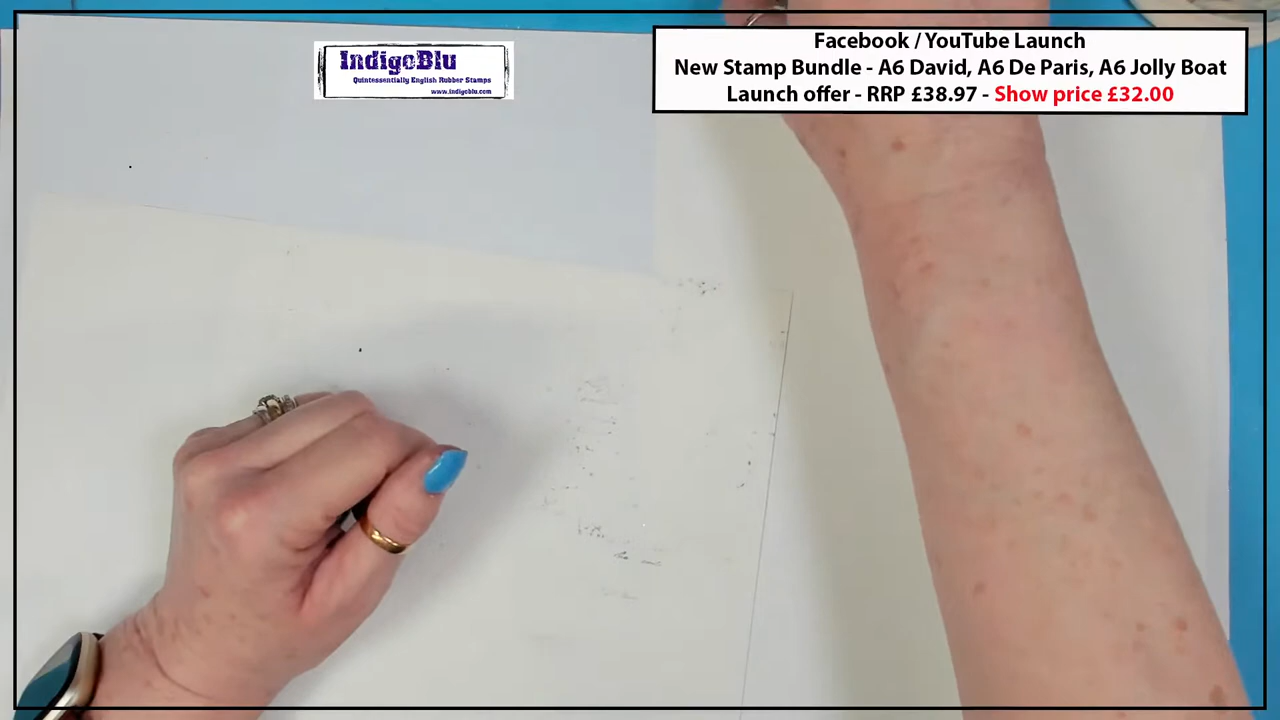 IndigoBlu
Quintessentially English Rubber Stamps
www.indigoblu.com
Facebook / YouTube Launch
New Stamp Bundle - A6 David, A6 De Paris, A6 Jolly Boat
Launch offer - RRP £38.97 - Show price £32.00